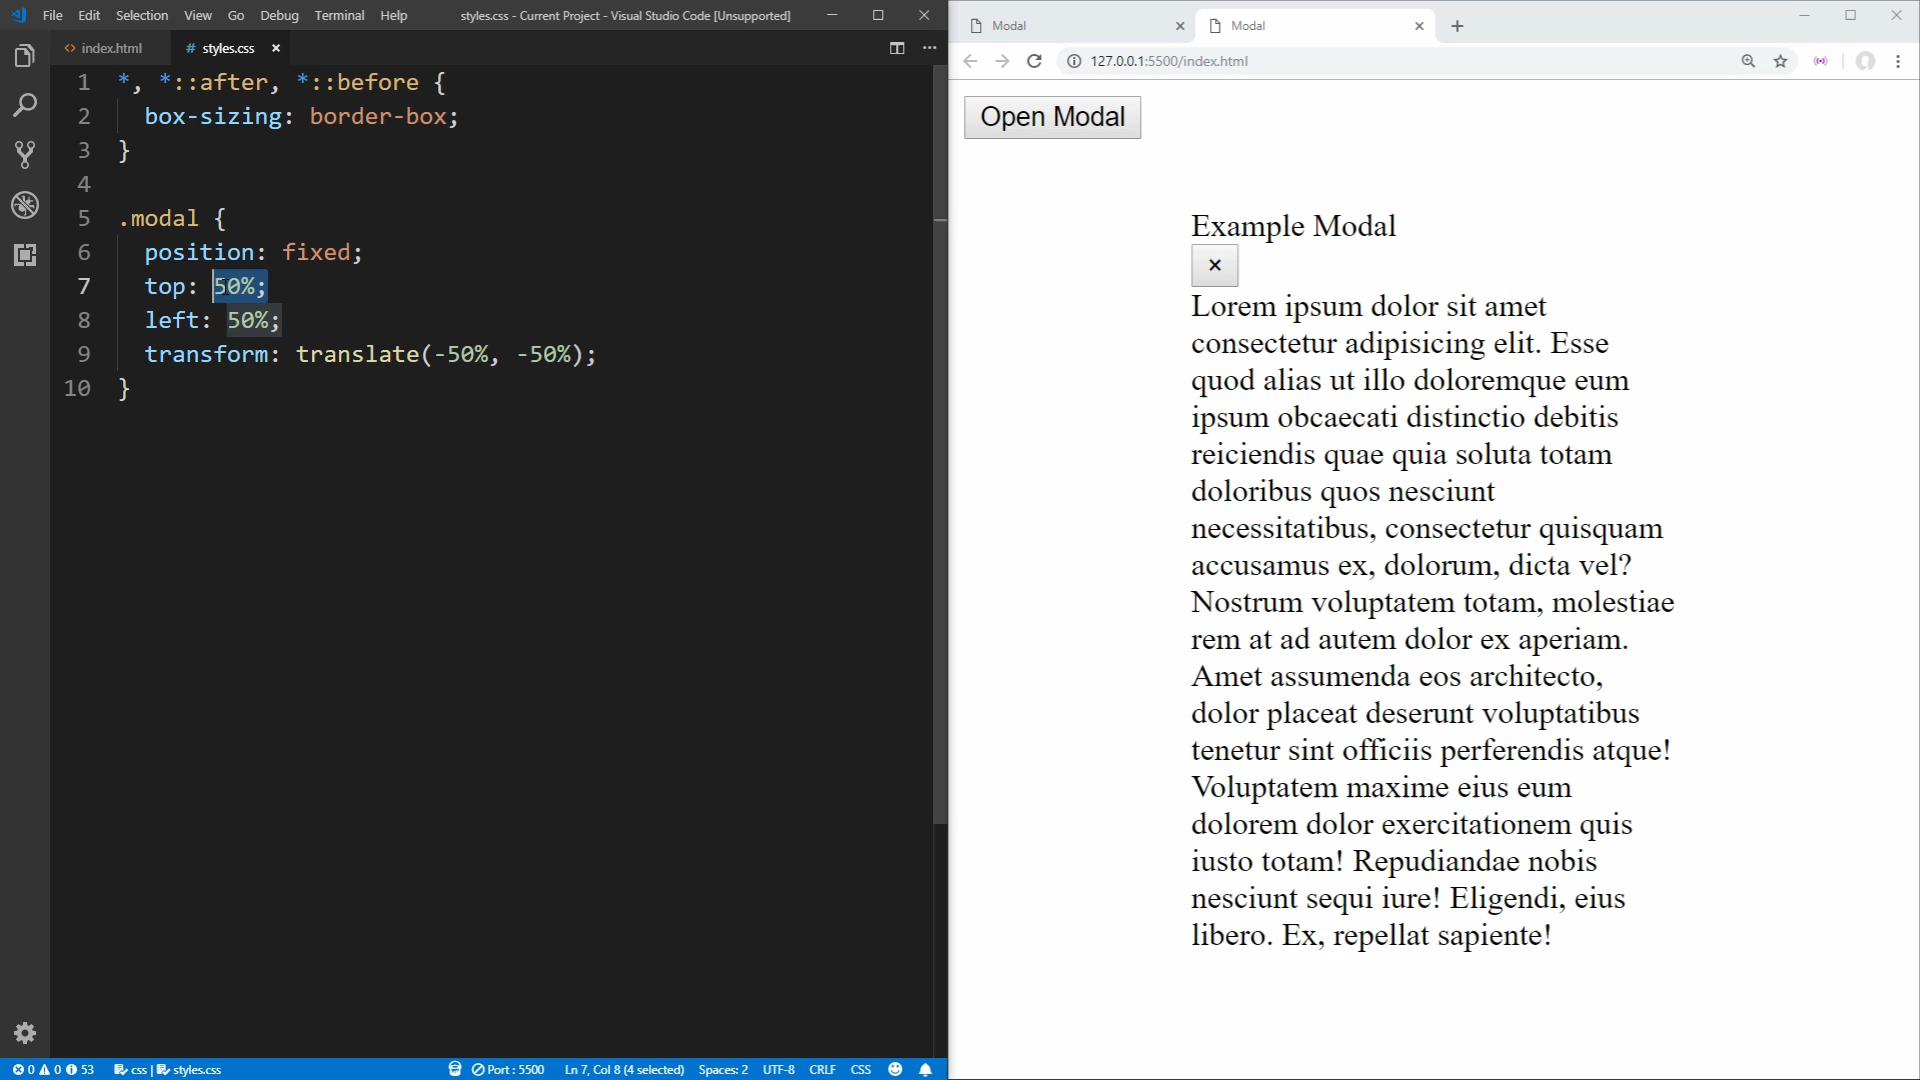 File Edit Selection View Go Debug Terminal Help styles.css - Current Project - Visual Studio Code [Unsupported]
index.html
# styles.css
1 *, *::after, *::before {
2 box-sizing: border-box;
3 }
4
5 .modal {
6 position: fixed;
7 top: 50%;
8 left: 50%;
9 transform: translate(-50%, -50%);
10 }
0 0 53 css | styles.css Port : 5500 Ln 7, Col 8 (4 selected) Spaces: 2 UTF-8 CRLF CSS
Modal
Modal
127.0.0.1:5500/index.html
Open Modal
Example Modal
×
Lorem ipsum dolor sit amet
consectetur adipisicing elit. Esse
quod alias ut illo doloremque eum
ipsum obcaecati distinctio debitis
reiciendis quae quia soluta totam
doloribus quos nesciunt
necessitatibus, consectetur quisquam
accusamus ex, dolorum, dicta vel?
Nostrum voluptatem totam, molestiae
rem at ad autem dolor ex aperiam.
Amet assumenda eos architecto,
dolor placeat deserunt voluptatibus
tenetur sint officiis perferendis atque!
Voluptatem maxime eius eum
dolorem dolor exercitationem quis
iusto totam! Repudiandae nobis
nesciunt sequi iure! Eligendi, eius
libero. Ex, repellat sapiente!